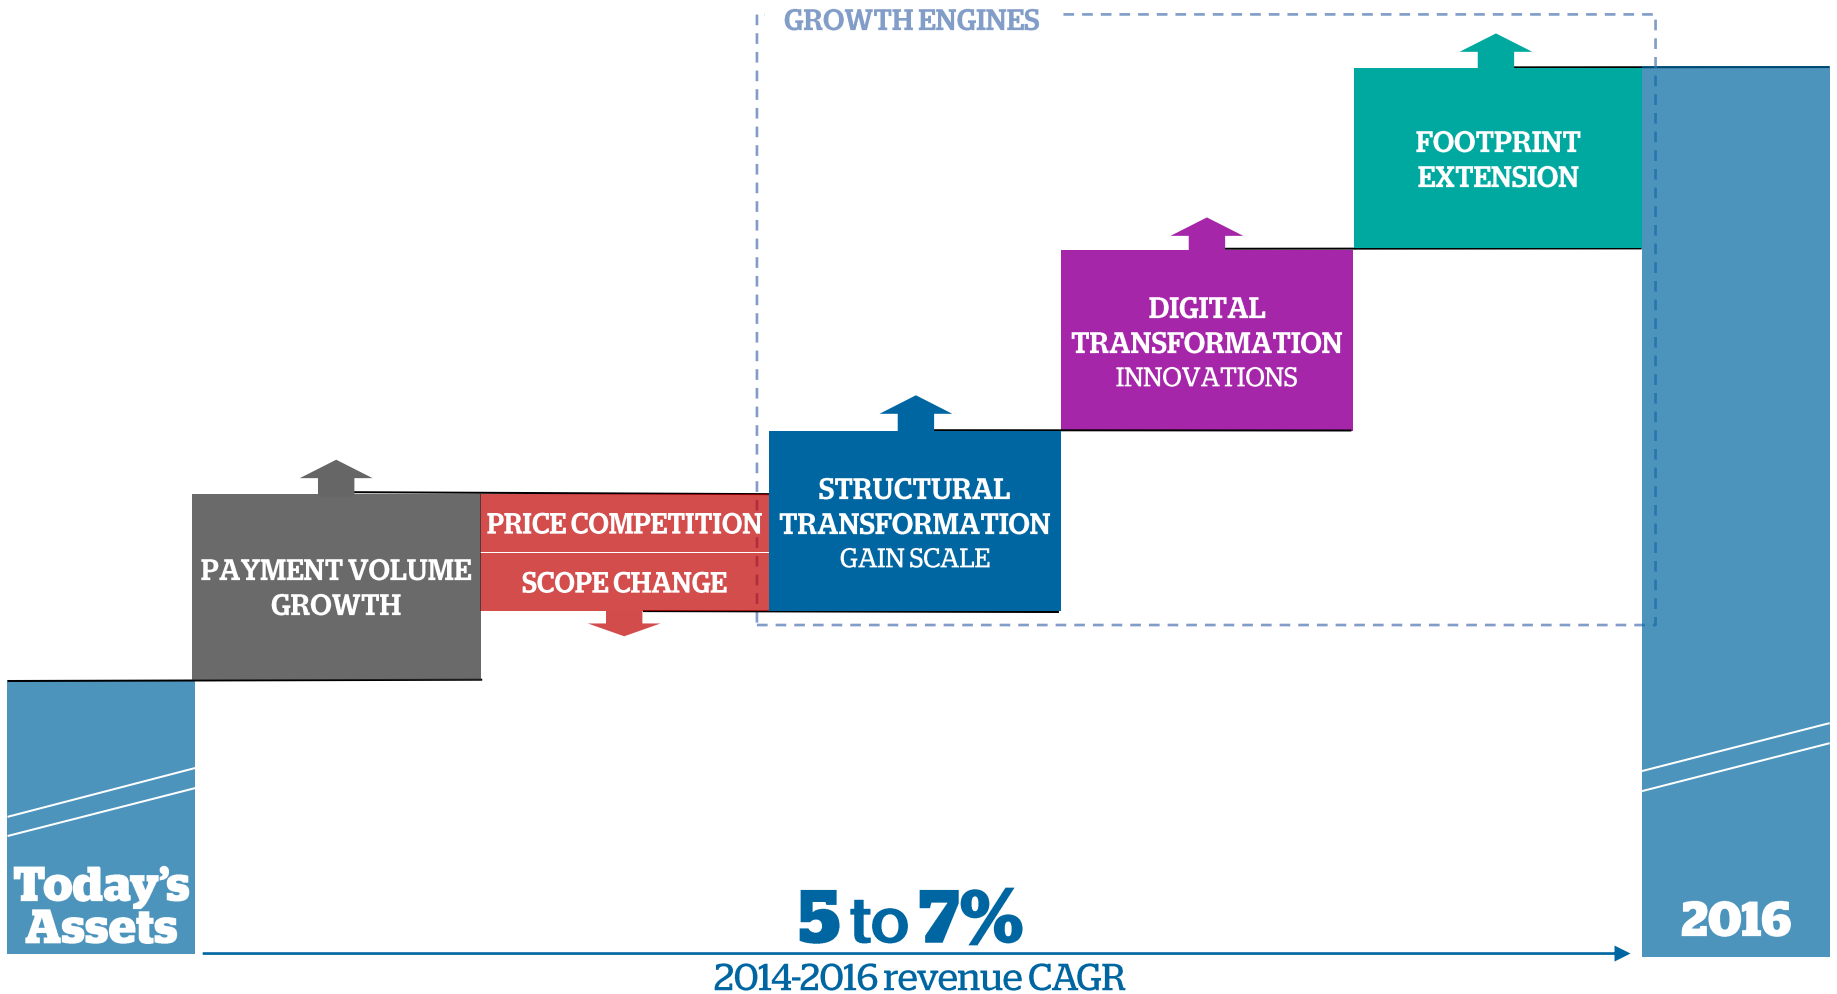 GROWTH ENGINES
FOOTPRINT
EXTENSION
DIGITAL
TRANSFORMATION
INNOVATIONS
STRUCTURAL
TRANSFORMATION
GAIN SCALE
PRICE COMPETITION
SCOPE CHANGE
PAYMENT VOLUME
GROWTH
Today's
Assets
5 to 7%
2014-2016 revenue CAGR
2016